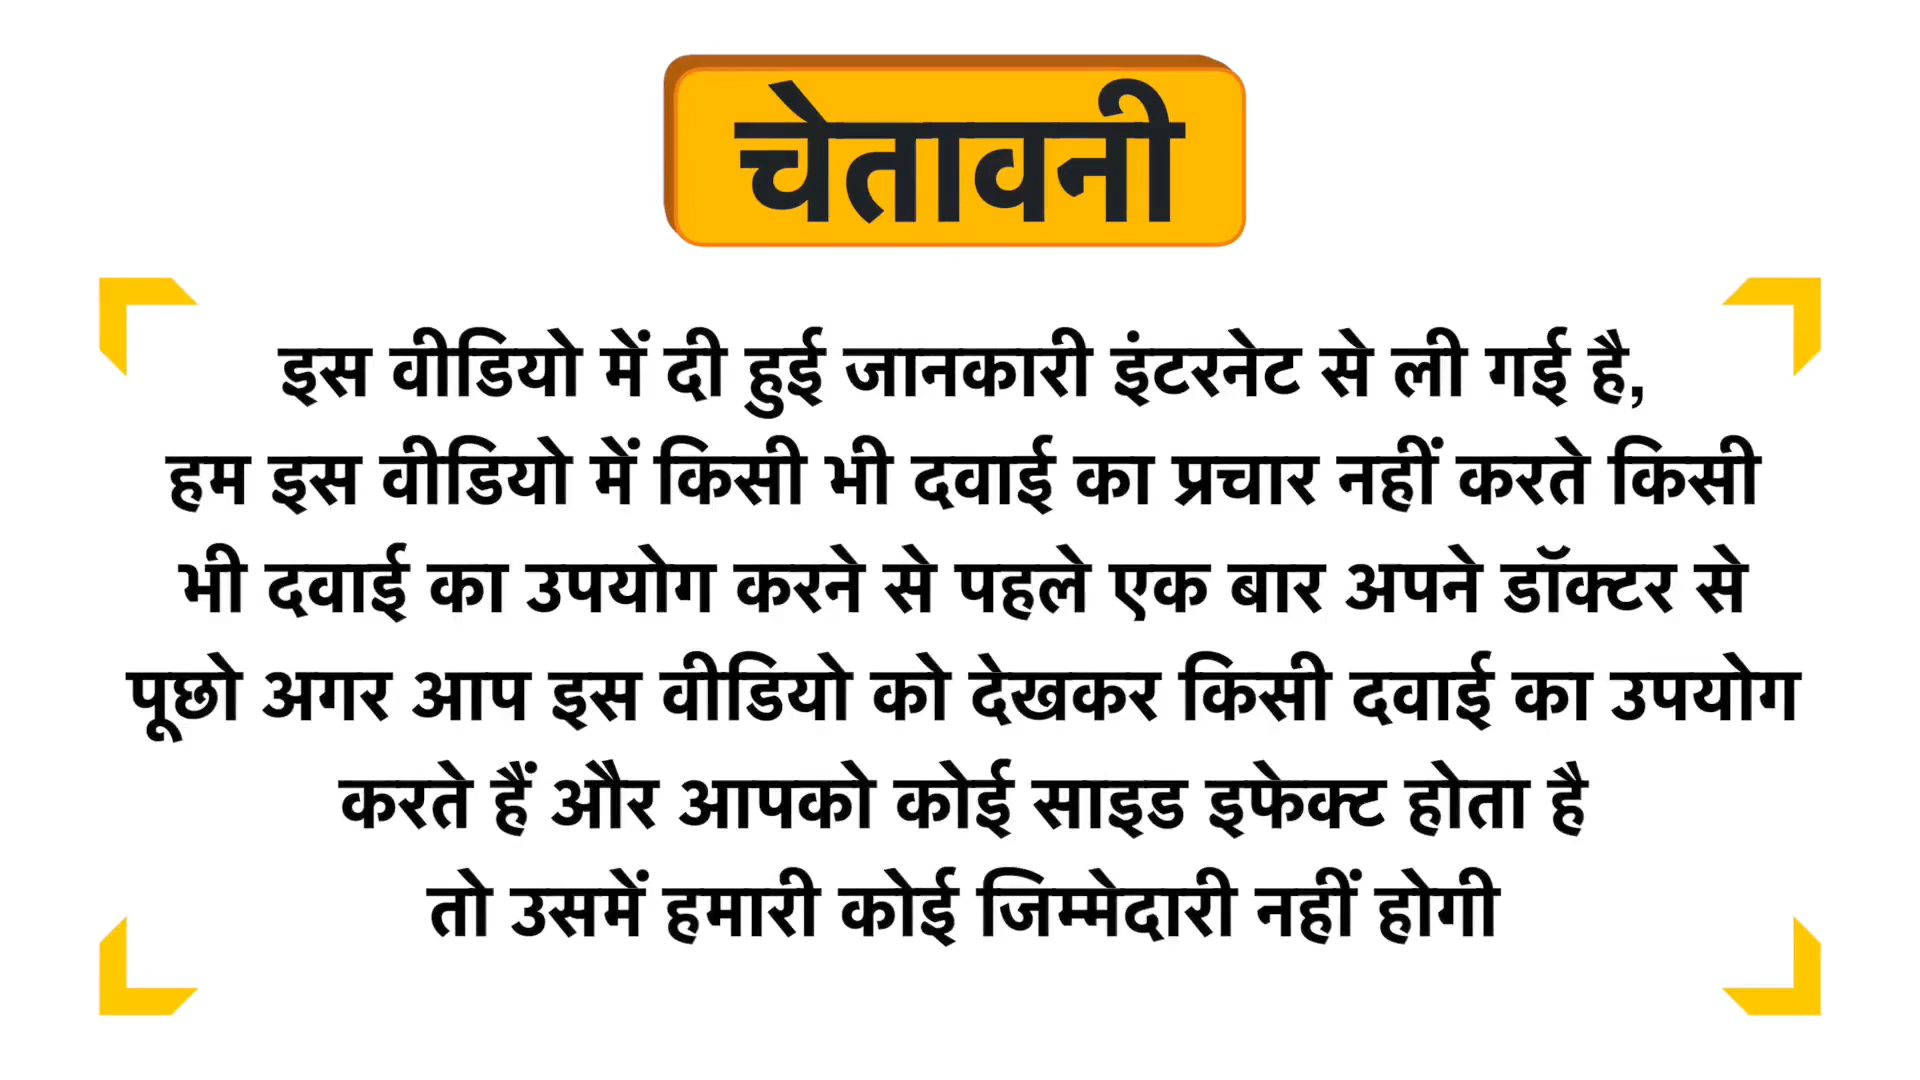 चेतावनी
इस वीडियो में दी हुई जानकारी इंटरनेट से ली गई है,
हम इस वीडियो में किसी भी दवाई का प्रचार नहीं करते किसी
भी दवाई का उपयोग करने से पहले एक बार अपने डॉक्टर से
पूछो अगर आप इस वीडियो को देखकर किसी दवाई का उपयोग
करते हैं और आपको कोई साइड इफेक्ट होता है
तो उसमें हमारी कोई जिम्मेदारी नहीं होगी